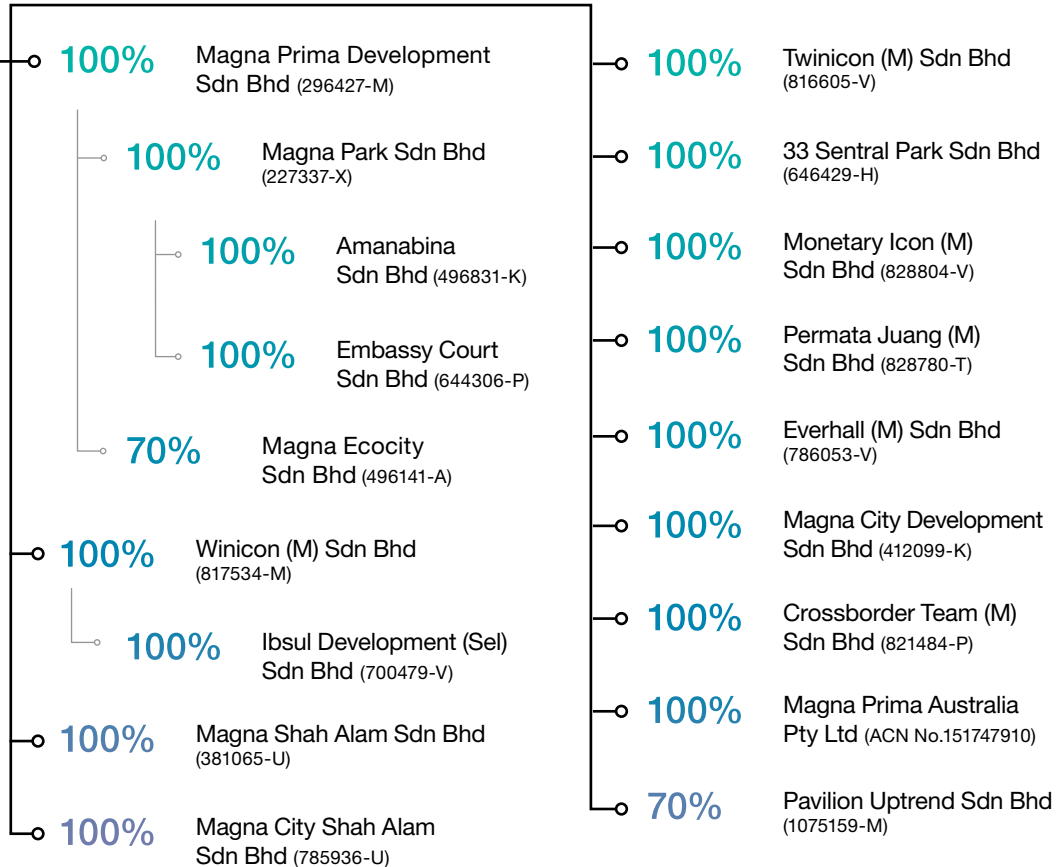 100%
Magna Prima Development
Sdn Bhd (296427-M)
100%
Magna Park Sdn Bhd
(227337-X)
100%
Amanabina
Sdn Bhd (496831-K)
100%
Embassy Court
Sdn Bhd (644306-P)
70%
Magna Ecocity
Sdn Bhd (496141-A)
100%
Winicon (M) Sdn Bhd
(817534-M)
100%
Ibsul Development (Sel)
Sdn Bhd (700479-V)
100%
Magna Shah Alam Sdn Bhd
(381065-U)
100%
Magna City Shah Alam
Sdn Bhd (785936-U)
100%
Twinicon (M) Sdn Bhd
(816605-V)
100%
33 Sentral Park Sdn Bhd
(646429-H)
100%
Monetary Icon (M)
Sdn Bhd (828804-V)
100%
Permata Juang (M)
Sdn Bhd (828780-T)
100%
Everhall (M) Sdn Bhd
(786053-V)
100%
Magna City Development
Sdn Bhd (412099-K)
100%
Crossborder Team (M)
Sdn Bhd (821484-P)
100%
Magna Prima Australia
Pty Ltd (ACN No.151747910)
70%
Pavilion Uptrend Sdn Bhd
(1075159-M)